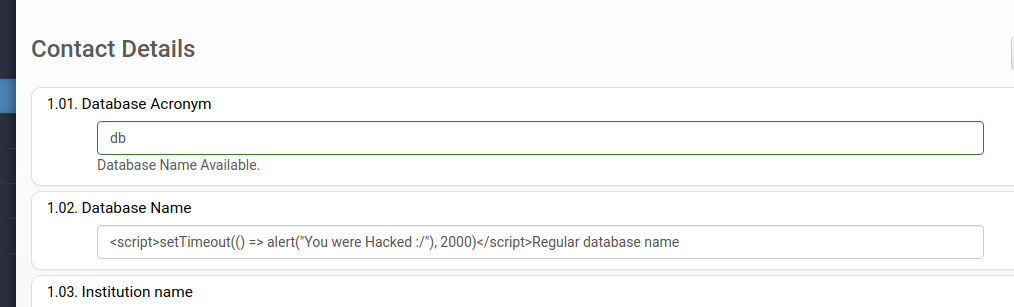 Contact Details
1.01. Database Acronym
db
Database Name Available.
1.02. Database Name
<script>setTimeout(() => alert("You were Hacked :/"), 2000)</script>Regular database name
1.03. Institution name